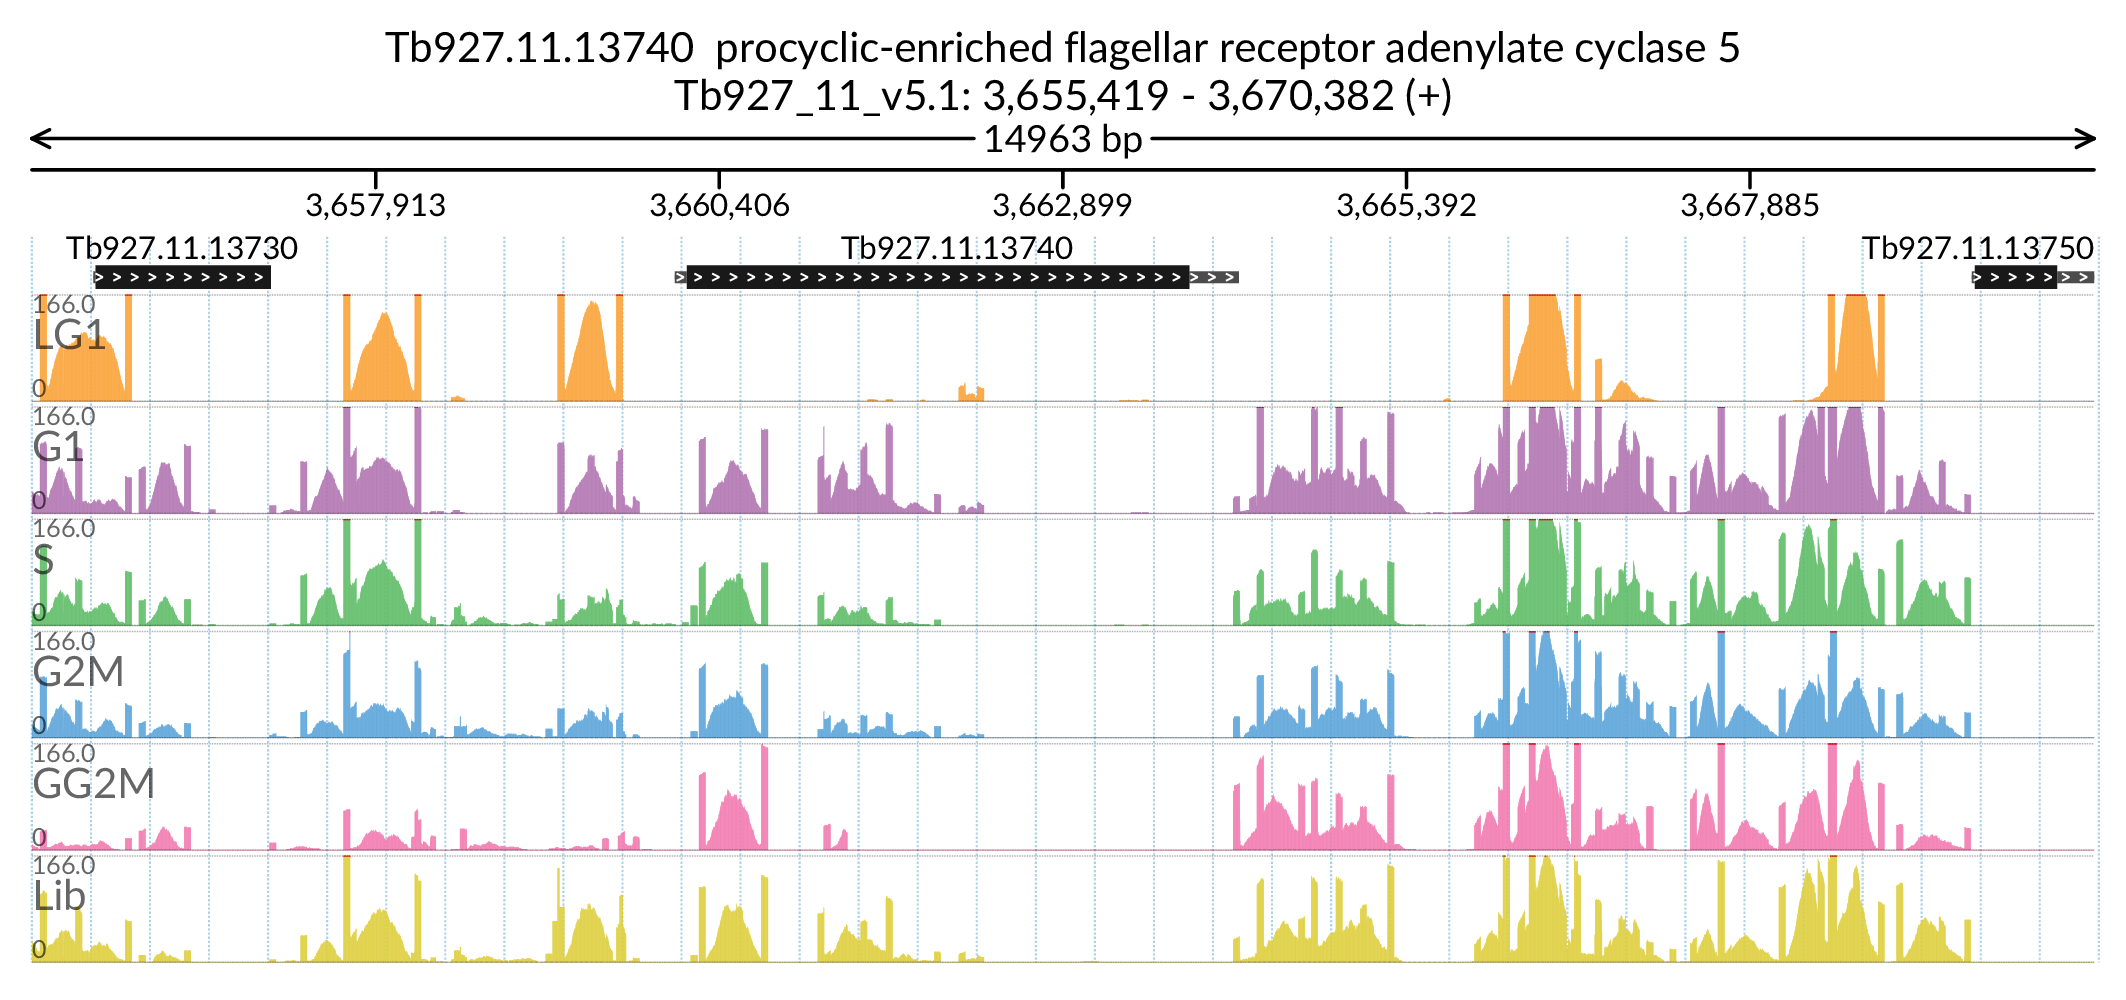 Tb927.11.13740  procyclic-enriched flagellar receptor adenylate cyclase 5
Tb927_11_v5.1: 3,655,419 - 3,670,382 (+)
14963 bp
3,657,913 3,660,406 3,662,899 3,665,392 3,667,885
Tb927.11.13730 Tb927.11.13740 Tb927.11.13750
166.0
LG1
0
166.0
G1
0
166.0
S
0
166.0
G2M
0
166.0
GG2M
0
166.0
Lib
0